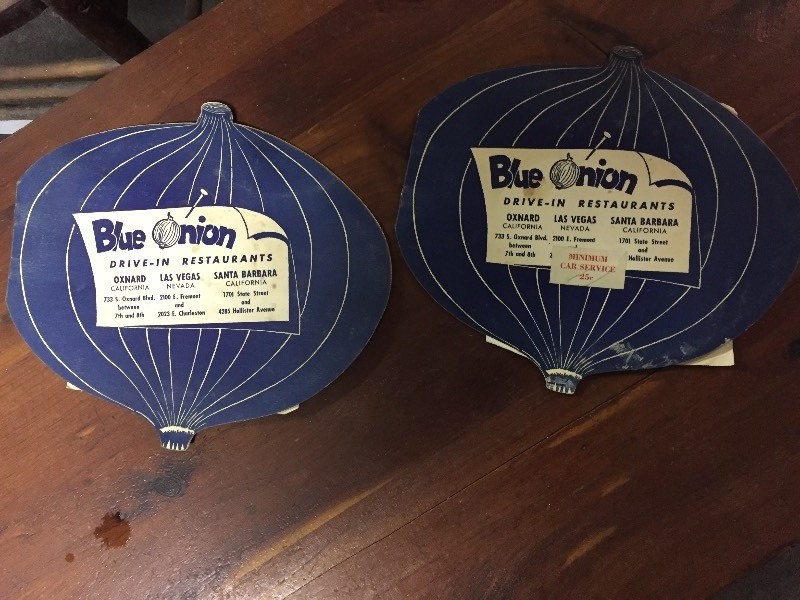 Blue Onion
DRIVE-IN RESTAURANTS
OXNARD LAS VEGAS SANTA BARBARA
CALIFORNIA NEVADA CALIFORNIA
733 S. Oxnard Blvd. 2100 E. Fremont 1701 State Street
between and and
7th and 8th 2023 E. Charleston 4285 Hollister Avenue
Blue Onion
DRIVE-IN RESTAURANTS
OXNARD LAS VEGAS SANTA BARBARA
CALIFORNIA NEVADA CALIFORNIA
733 S. Oxnard Blvd. 2100 E. Fremont 1701 State Street
between and
7th and 8th 2 Hollister Avenue
MINIMUM
CAR SERVICE
25c